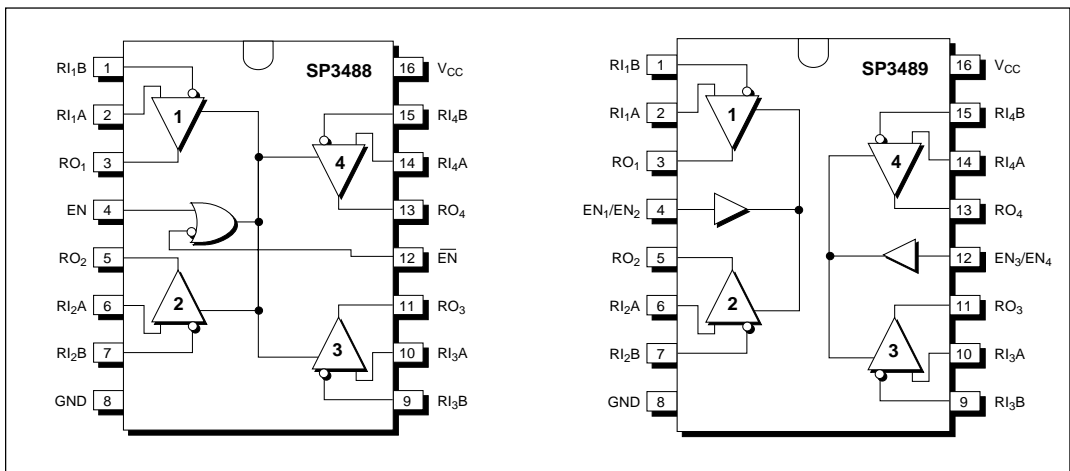 SP3488
RI₁B 1
RI₁A 2
RO₁ 3
EN 4
RO₂ 5
RI₂A 6
RI₂B 7
GND 8
16 V_CC
15 RI₄B
14 RI₄A
13 RO₄
12 E̅N̅
11 RO₃
10 RI₃A
9 RI₃B
1
2
3
4
SP3489
RI₁B 1
RI₁A 2
RO₁ 3
EN₁/EN₂ 4
RO₂ 5
RI₂A 6
RI₂B 7
GND 8
16 V_CC
15 RI₄B
14 RI₄A
13 RO₄
12 EN₃/EN₄
11 RO₃
10 RI₃A
9 RI₃B
1
2
3
4